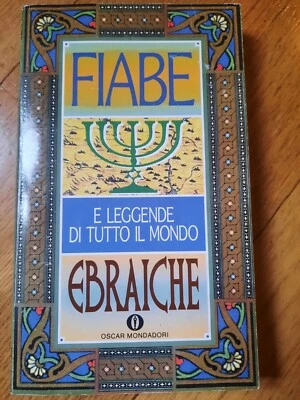 FIABE
E LEGGENDE
DI TUTTO IL MONDO
EBRAICHE
OSCAR MONDADORI